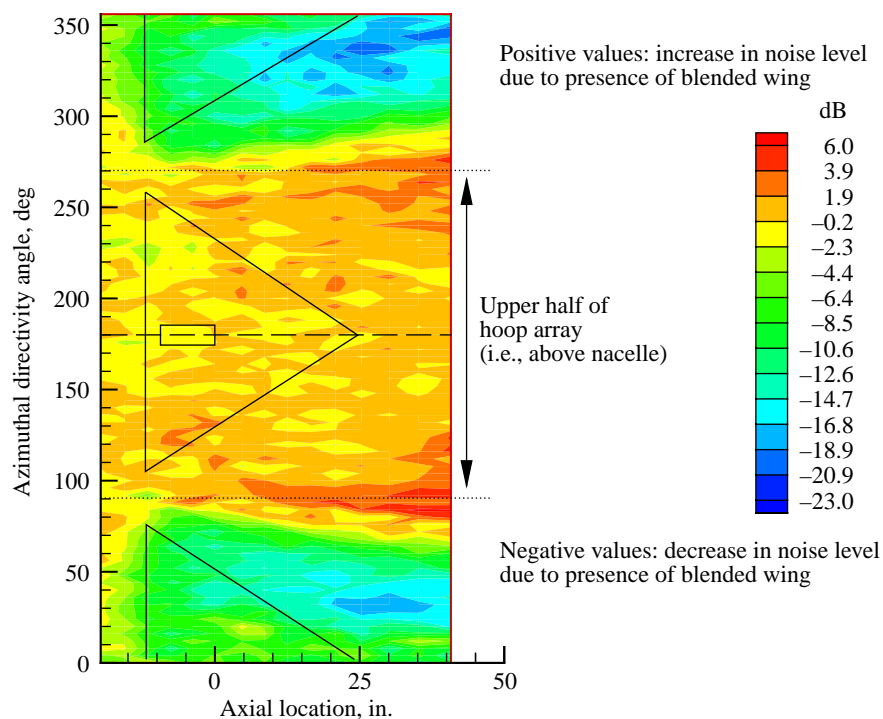 350
300
250
200
150
100
50
0
Azimuthal directivity angle, deg
0
25
50
Axial location, in.
Positive values: increase in noise level
due to presence of blended wing
dB
6.0
3.9
1.9
–0.2
–2.3
–4.4
–6.4
–8.5
–10.6
–12.6
–14.7
–18.9
–20.9
–23.0
Upper half of
hoop array
(i.e., above nacelle)
Negative values: decrease in noise level
due to presence of blended wing